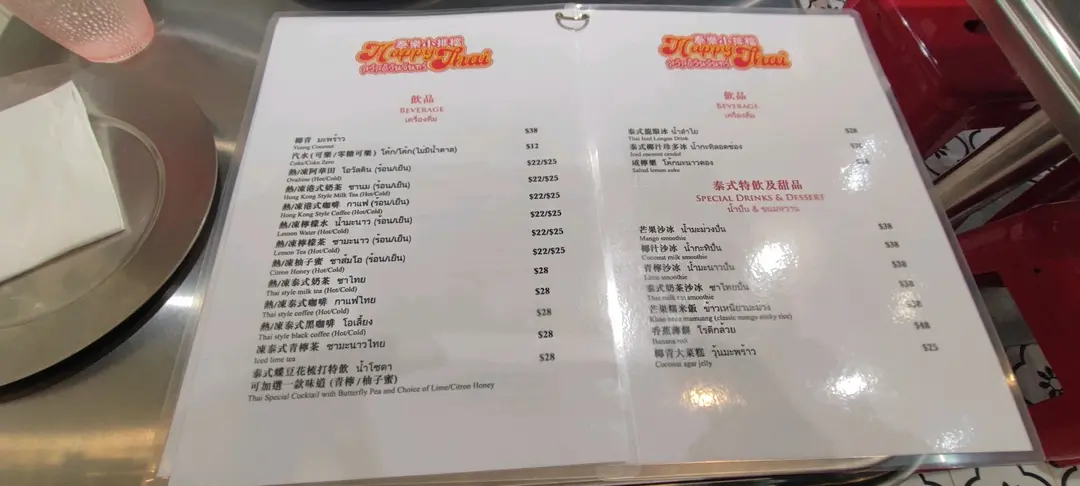 泰樂小排檔
Happy Thai
飲品
BEVERAGE
เครื่องดื่ม
椰青 มะพร้าว $38
Young Coconut
汽水(可樂/零糖可樂) โค้ก/โค้ก(ไม่มีน้ำตาล) $12
Coke/Coke Zero
熱/凍阿華田 โอวัลติน (ร้อน/เย็น) $22/$25
Ovaltine (Hot/Cold)
熱/凍港式奶茶 ชานม (ร้อน/เย็น) $22/$25
Hong Kong Style Milk Tea (Hot/Cold)
熱/凍港式咖啡 กาแฟ (ร้อน/เย็น) $22/$25
Hong Kong Style Coffee (Hot/Cold)
熱/凍檸檬水 น้ำมะนาว (ร้อน/เย็น) $22/$25
Lemon Water (Hot/Cold)
熱/凍檸檬茶 ชามะนาว (ร้อน/เย็น) $22/$25
Lemon Tea (Hot/Cold)
熱/凍柚子蜜 ชาส้มโอ (ร้อน/เย็น) $22/$25
Citron Honey (Hot/Cold)
熱/凍泰式奶茶 ชาไทย $28
Thai style milk tea (Hot/Cold)
熱/凍泰式咖啡 กาแฟไทย $28
Thai style coffee (Hot/Cold)
熱/凍泰式黑咖啡 โอเลี้ยง $28
Thai style black coffee (Hot/Cold)
凍泰式青檸茶 ชามะนาวไทย $28
Iced lime tea
泰式蝶豆花梳打特飲 น้ำโซดา $28
可加選一款味道 (青檸/柚子蜜)
Thai Special Cocktail with Butterfly Pea and Choice of Lime/Citron Honey
泰樂小排檔
Happy Thai
飲品
BEVERAGE
เครื่องดื่ม
泰式龍眼冰 น้ำลำไย $28
Thai Iced Longan Drink
泰式椰汁珍多冰 น้ำกะทิลอดช่อง
Iced coconut cendol
咸檸樂 โค้กมะนาวดอง
Salted lemon coke
泰式特飲及甜品
SPECIAL DRINKS & DESSERT
น้ำปั่น & ขนมหวาน
芒果沙冰 น้ำมะม่วงปั่น $38
Mango smoothie
椰汁沙冰 น้ำกะทิปั่น $38
Coconut milk smoothie
青檸沙冰 น้ำมะนาวปั่น $38
Lime smoothie
泰式奶茶沙冰 ชาไทยปั่น $38
Thai milk tea smoothie
芒果糯米飯 ข้าวเหนียวมะม่วง
Khao neea mamuang (classic mango sticky rice)
香蕉薄餅 โรตีกล้วย $48
Banana roti
椰青大菜糕 วุ้นมะพร้าว $25
Coconut agar jelly